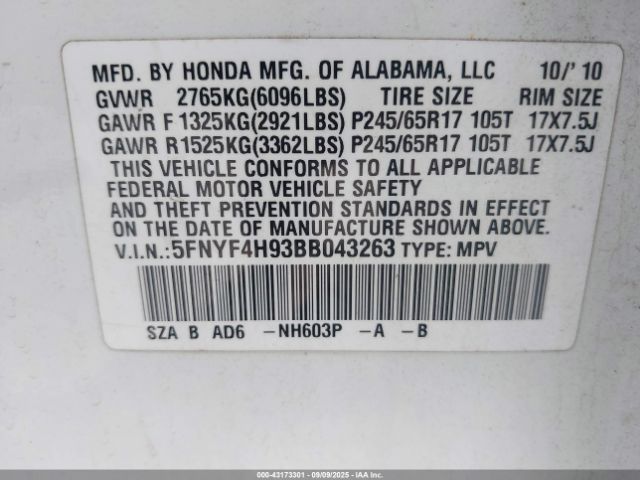 MFD. BY HONDA MFG. OF ALABAMA, LLC 10/'10
GVWR 2765KG(6096LBS) TIRE SIZE RIM SIZE
GAWR F 1325KG(2921LBS) P245/65R17 105T 17X7.5J
GAWR R 1525KG(3362LBS) P245/65R17 105T 17X7.5J
THIS VEHICLE CONFORMS TO ALL APPLICABLE
FEDERAL MOTOR VEHICLE SAFETY
AND THEFT PREVENTION STANDARDS IN EFFECT
ON THE DATE OF MANUFACTURE SHOWN ABOVE.
V.I.N.:5FNYF4H93BB043263 TYPE: MPV
SZA B AD6 -NH603P -A -B
000-43173301 - 09/09/2025 - IAAI.COM